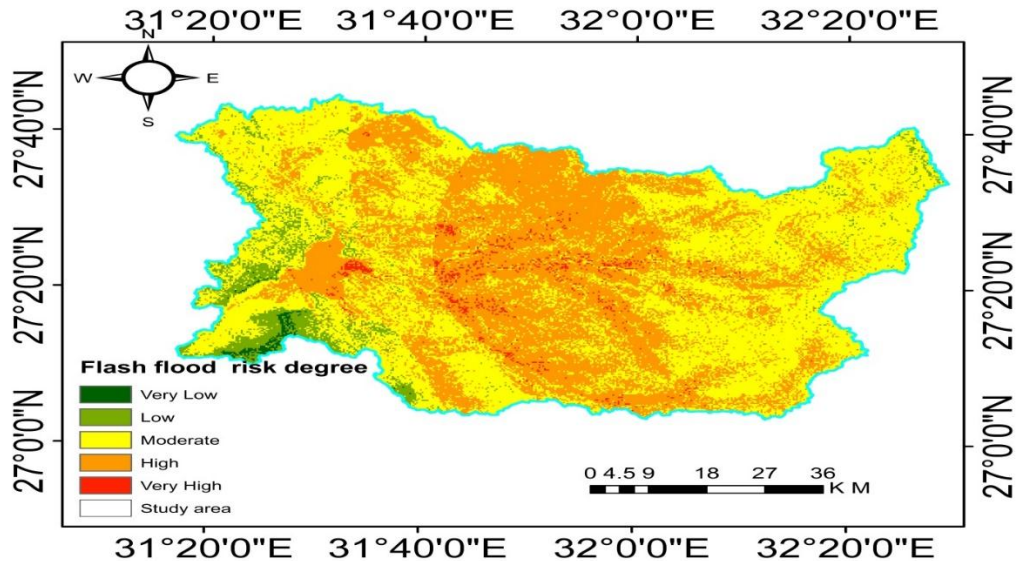 31°20'0"E 31°40'0"E 32°0'0"E 32°20'0"E
N
W E
S
27°40'0"N 27°40'0"N
27°20'0"N 27°20'0"N
27°0'0"N 27°0'0"N
Flash flood risk degree
Very Low
Low
Moderate
High
Very High
Study area
0 4.5 9 18 27 36
K M
31°20'0"E 31°40'0"E 32°0'0"E 32°20'0"E